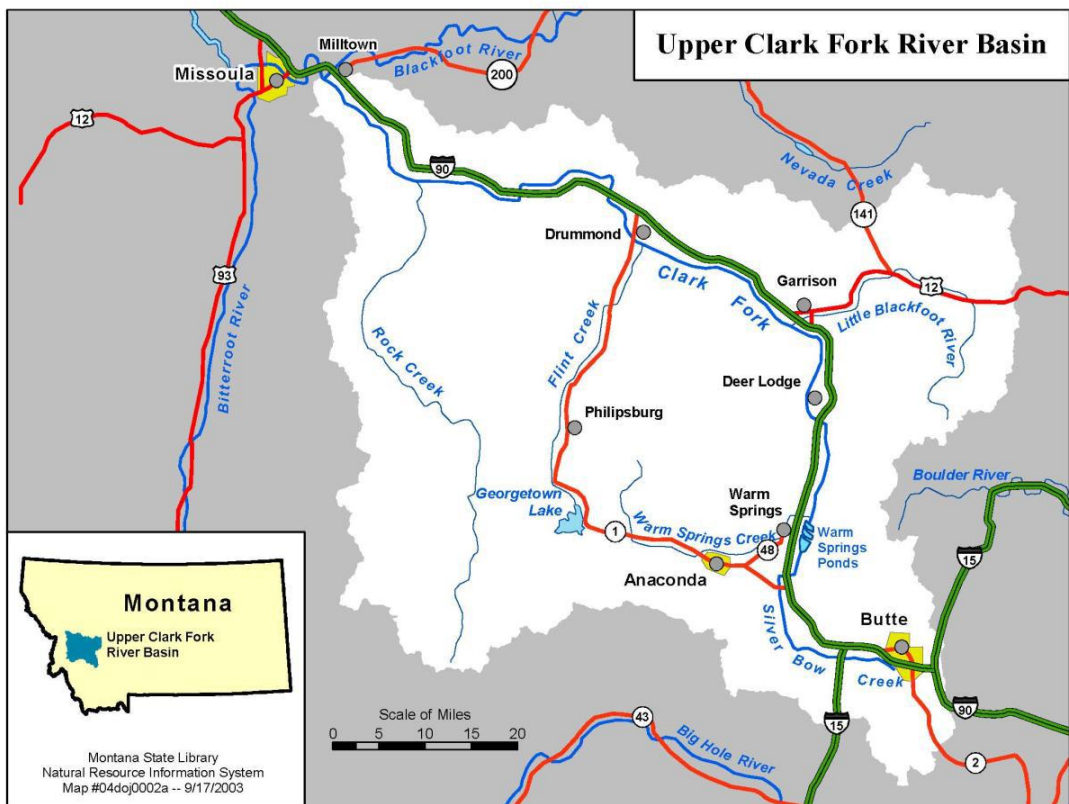 Upper Clark Fork River Basin
Milltown
Blackfoot River
Missoula
200
12
90
Nevada Creek
141
Drummond
Clark Fork
Garrison
12
93
Little Blackfoot River
Bitterroot River
Rock Creek
Flint Creek
Deer Lodge
Philipsburg
Boulder River
Georgetown
Lake
Warm
Springs
Warm Springs Creek
1
48
Warm
Springs
Ponds
15
Anaconda
Butte
Silver Bow Creek
Montana
Upper Clark Fork
River Basin
Scale of Miles
0 5 10 20
43
Big Hole River
15
90
2
Montana State Library
Natural Resource Information System
Map #04doj0002a -- 9/17/2003